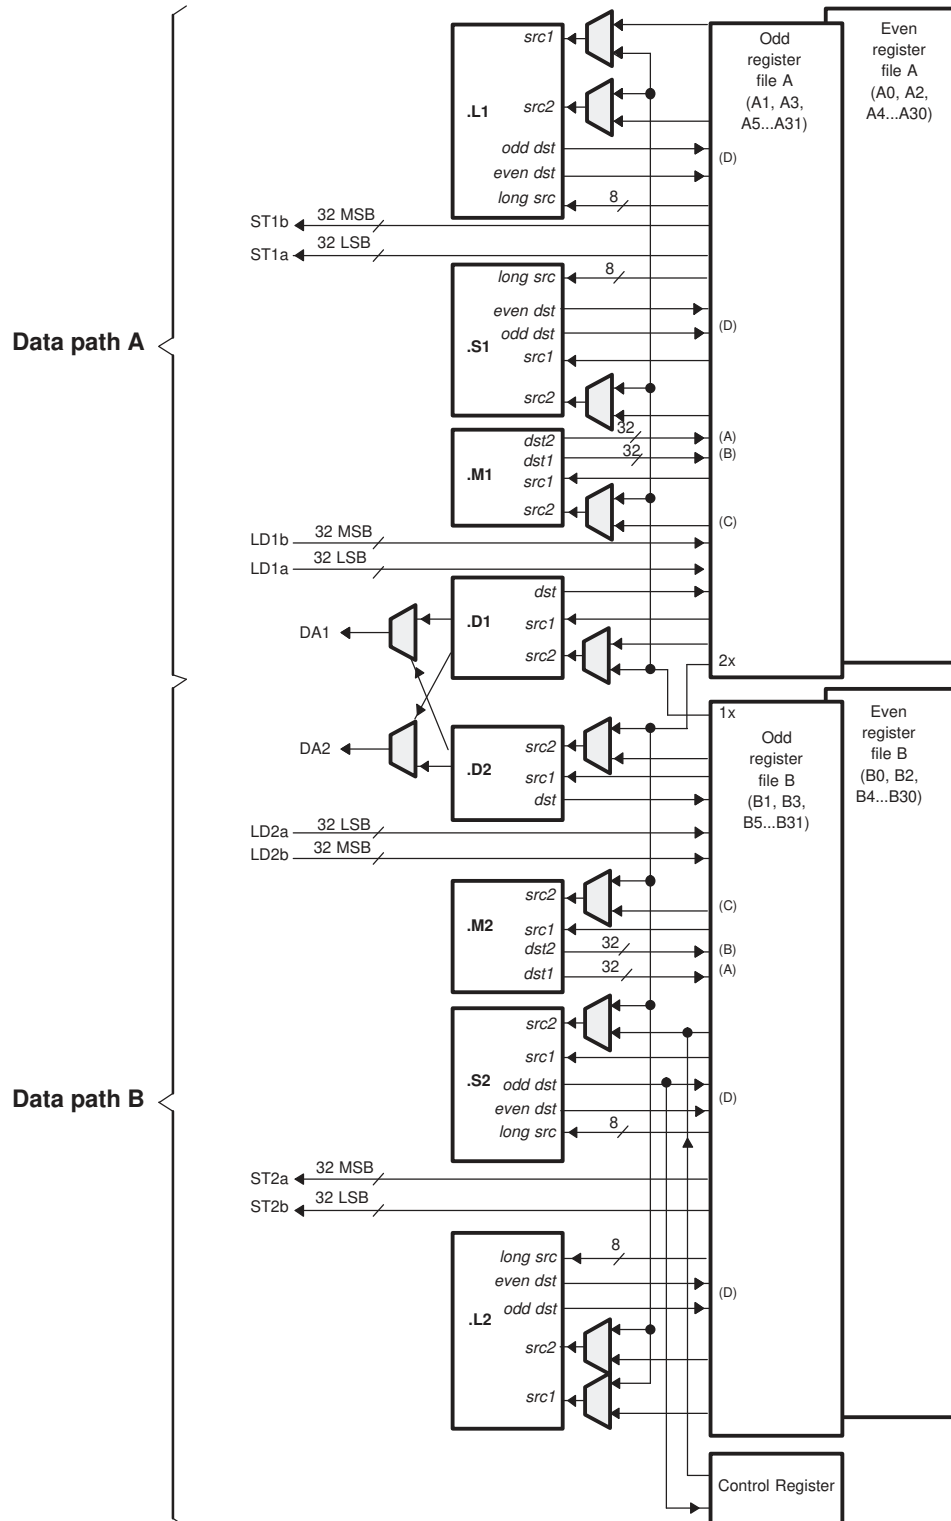 src1
Odd
register
file A
(A1, A3,
A5...A31)
Even
register
file A
(A0, A2,
A4...A30)
.L1
src2
odd dst
(D)
even dst
long src
8
ST1b
32 MSB
ST1a
32 LSB
long src
8
even dst
(D)
odd dst
Data path A
.S1
src1
src2
32
dst2
(A)
32
dst1
(B)
.M1
src1
src2
(C)
LD1b
32 MSB
LD1a
32 LSB
dst
.D1
src1
DA1
src2
2x
1x
Odd
register
file B
(B1, B3,
B5...B31)
Even
register
file B
(B0, B2,
B4...B30)
DA2
src2
.D2
src1
dst
LD2a
32 LSB
LD2b
32 MSB
src2
(C)
.M2
src1
dst2
32
(B)
dst1
32
(A)
src2
src1
.S2
odd dst
(D)
Data path B
even dst
long src
8
ST2a
32 MSB
ST2b
32 LSB
long src
8
even dst
(D)
odd dst
.L2
src2
src1
Control Register